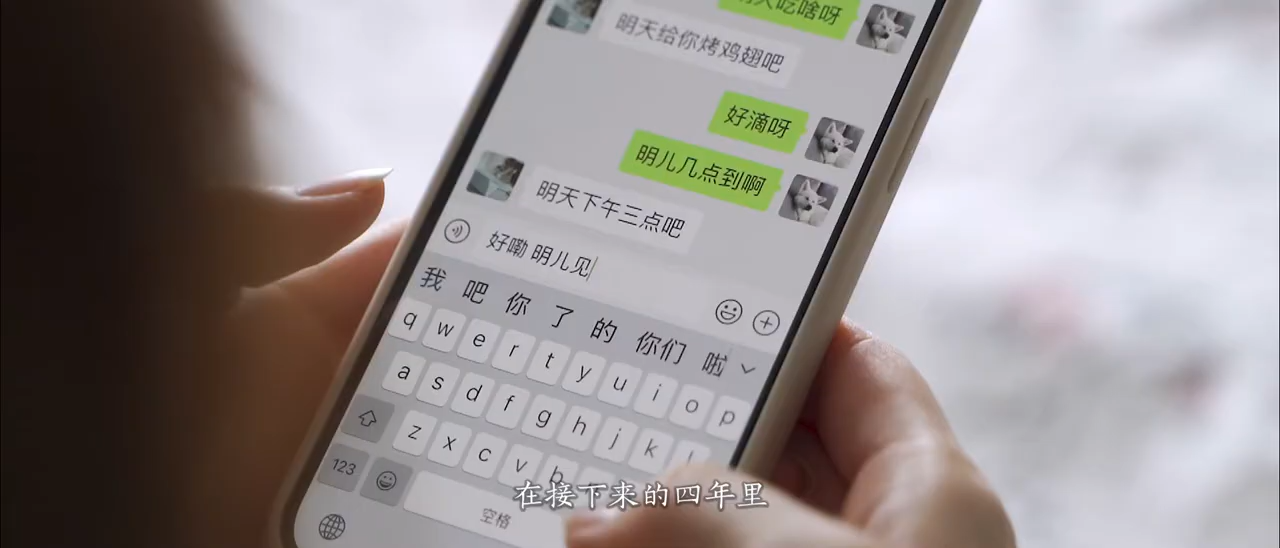 明天吃啥呀
明天给你烤鸡翅吧
好滴呀
明儿几点到啊
明天下午三点吧
好嘞 明儿见
我 吧 你 了 的 你们 啦
q w e r t y u i o p
a s d f g h j k l
z x c v b
123
空格
在接下来的四年里